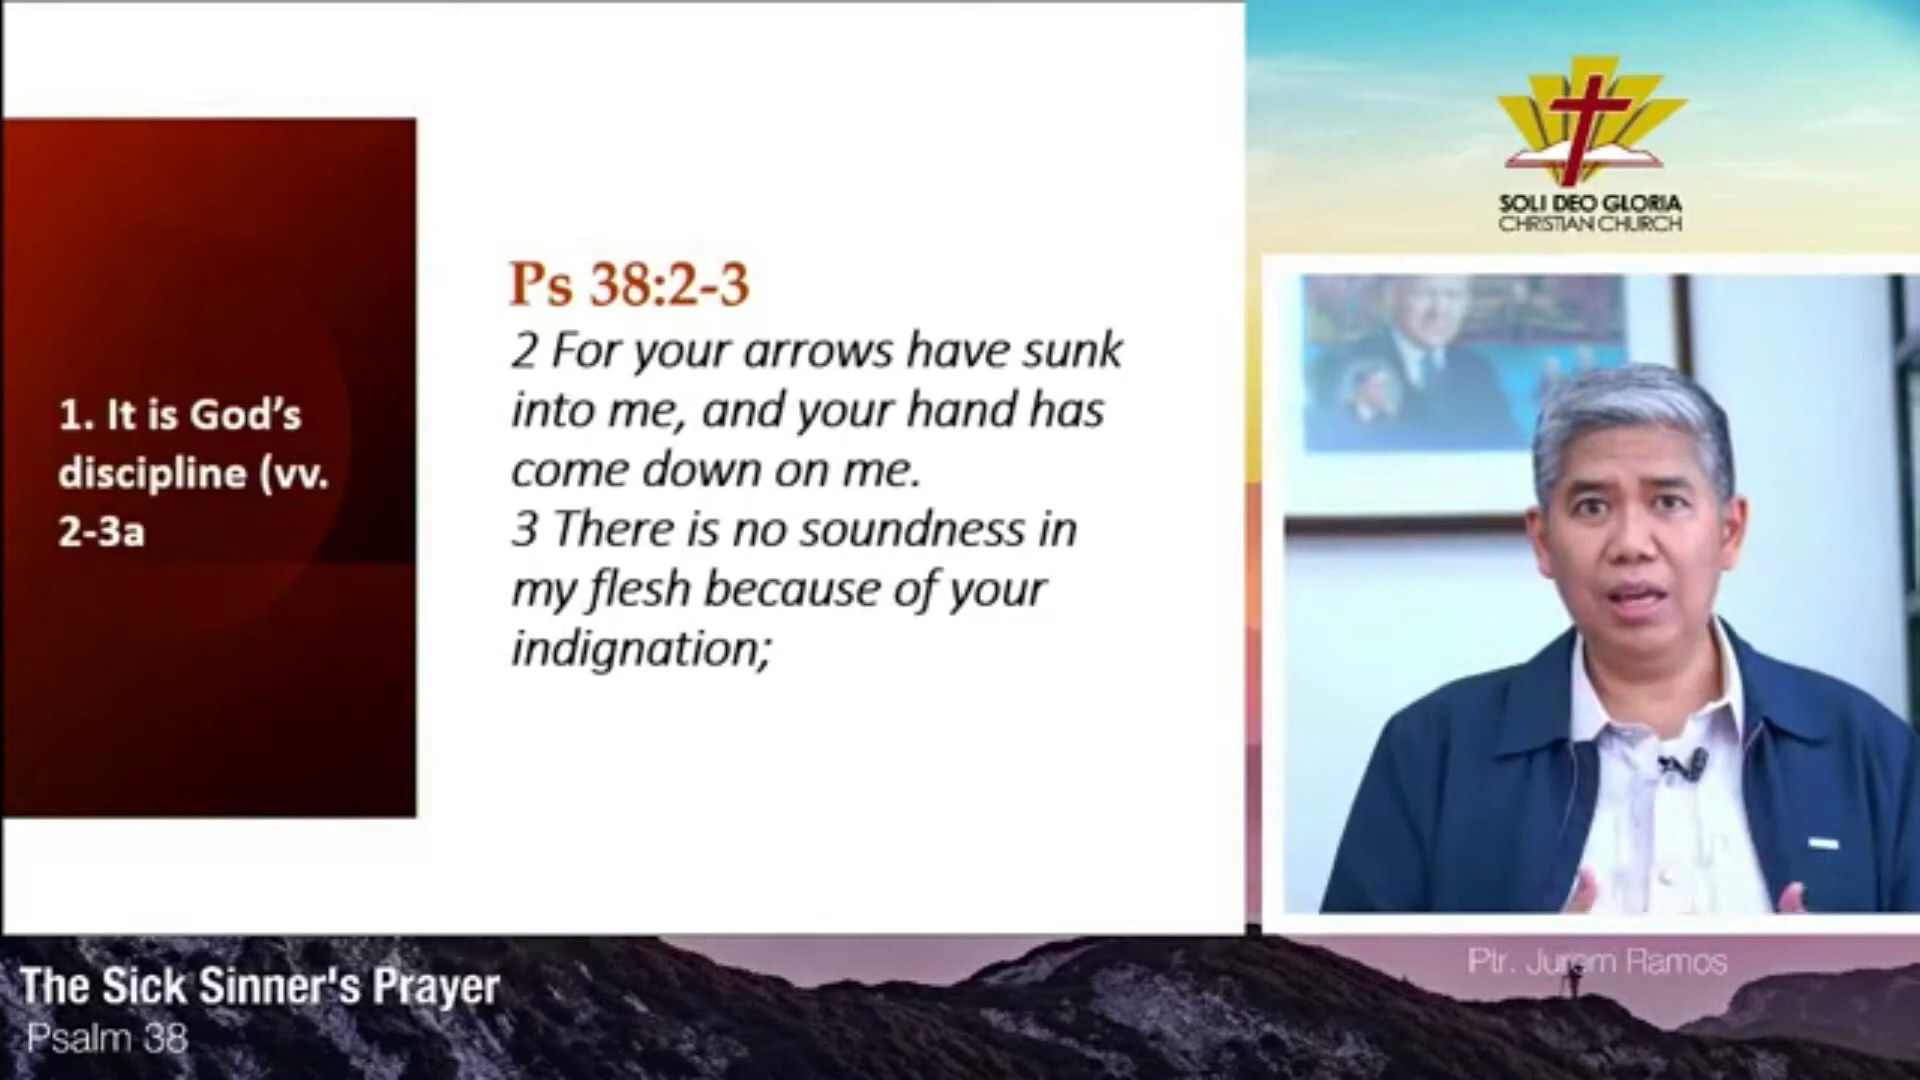 1. It is God’s
discipline (vv.
2-3a
Ps 38:2-3
2 For your arrows have sunk
into me, and your hand has
come down on me.
3 There is no soundness in
my flesh because of your
indignation;
SOLI DEO GLORIA
CHRISTIAN CHURCH
Ptr. Jurem Ramos
The Sick Sinner's Prayer
Psalm 38